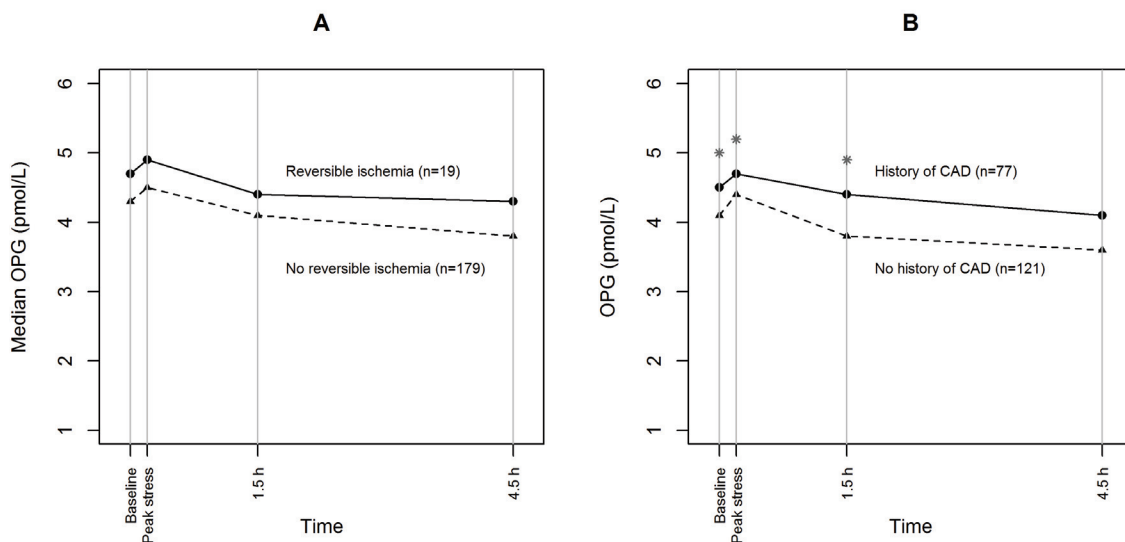 A
Median OPG (pmol/L)
6
5
4
3
2
1
Reversible ischemia (n=19)
No reversible ischemia (n=179)
Baseline
Peak stress
1.5 h
4.5 h
Time
B
OPG (pmol/L)
6
5
4
3
2
1
History of CAD (n=77)
No history of CAD (n=121)
Baseline
Peak stress
1.5 h
4.5 h
Time